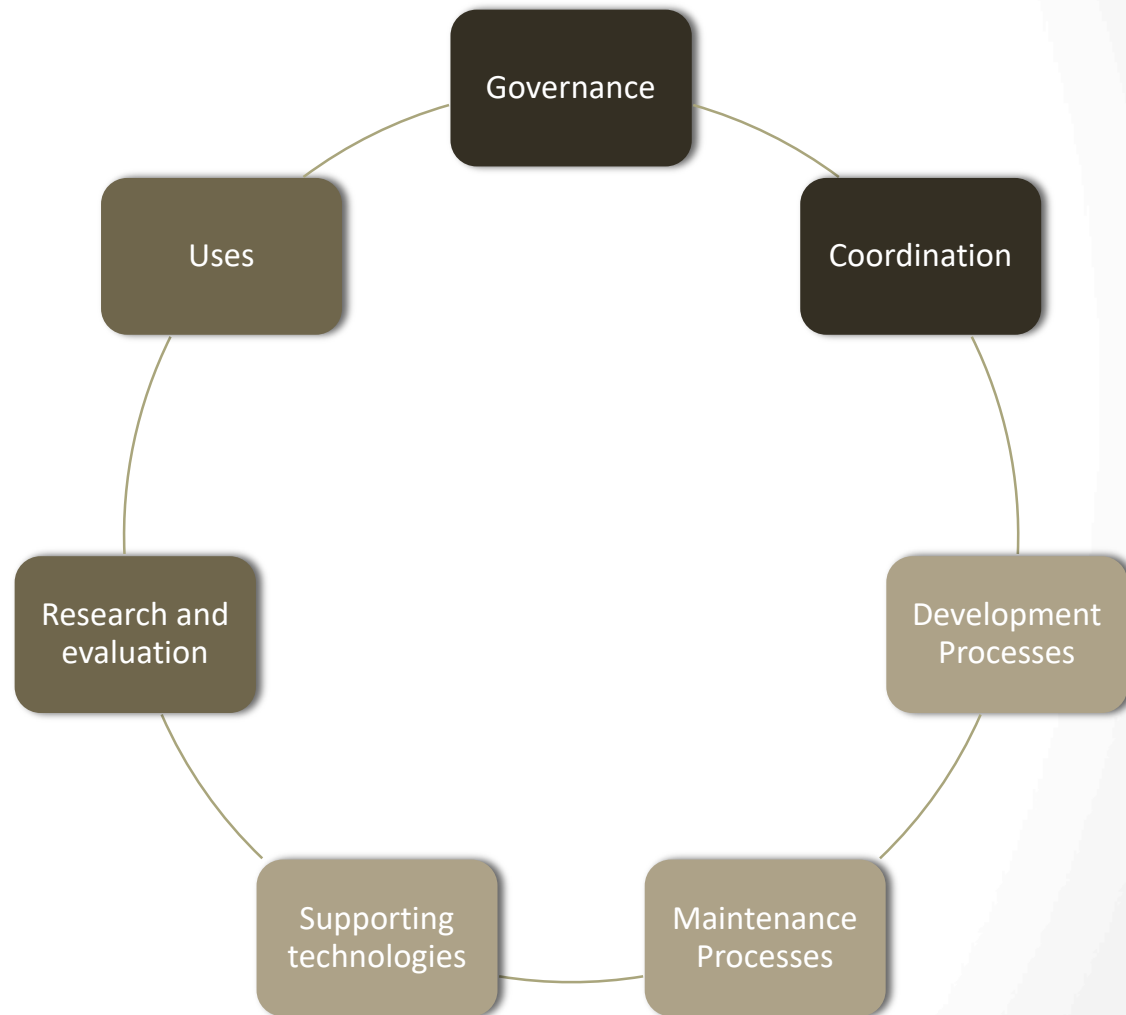 Governance
Coordination
Development
Processes
Maintenance
Processes
Supporting
technologies
Research and
evaluation
Uses